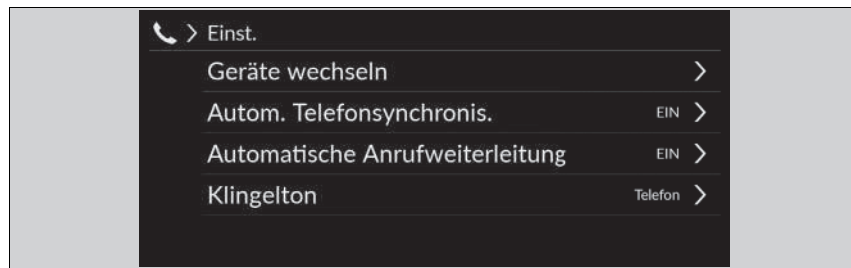 Einst.
Geräte wechseln
Autom. Telefonsynchronis. EIN
Automatische Anrufweiterleitung EIN
Klingelton Telefon